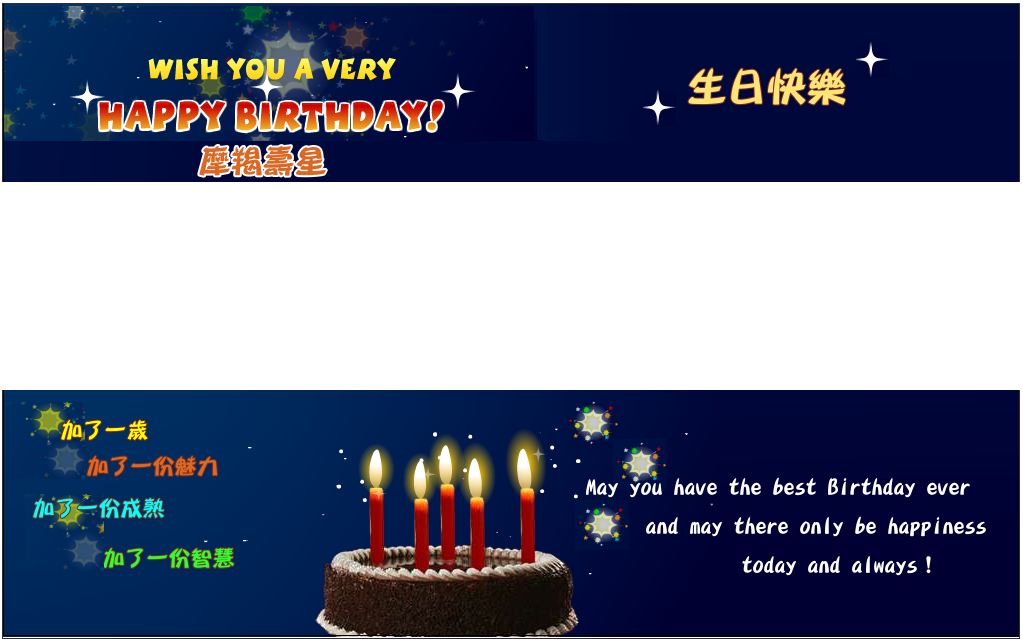 WISH YOU A VERY
HAPPY BIRTHDAY!
摩羯壽星
生日快樂
加了一歲
加了一份魅力
加了一份成熟
加了一份智慧
May you have the best Birthday ever
and may there only be happiness
today and always!